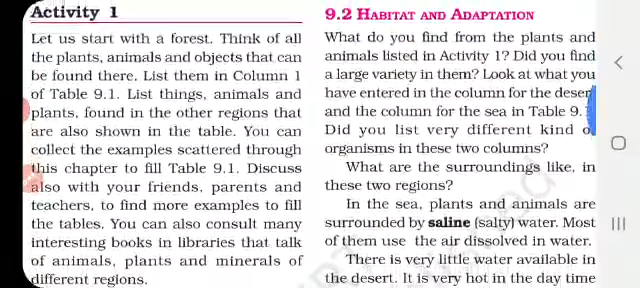 Activity 1
Let us start with a forest. Think of all
the plants, animals and objects that can
be found there. List them in Column 1
of Table 9.1. List things, animals and
plants, found in the other regions that
are also shown in the table. You can
collect the examples scattered through
this chapter to fill Table 9.1. Discuss
also with your friends, parents and
teachers, to find more examples to fill
the tables. You can also consult many
interesting books in libraries that talk
of animals, plants and minerals of
different regions.
9.2 HABITAT AND ADAPTATION
What do you find from the plants and
animals listed in Activity 1? Did you find
a large variety in them? Look at what you
have entered in the column for the
and the column for the sea in Table
Did you list very different kind
organisms in these two columns?
What are the surroundings like, in
these two regions?
In the sea, plants and animals are
surrounded by saline (salty) water. Most
of them use the air dissolved in water.
There is very little water available in
the desert. It is very hot in the day time